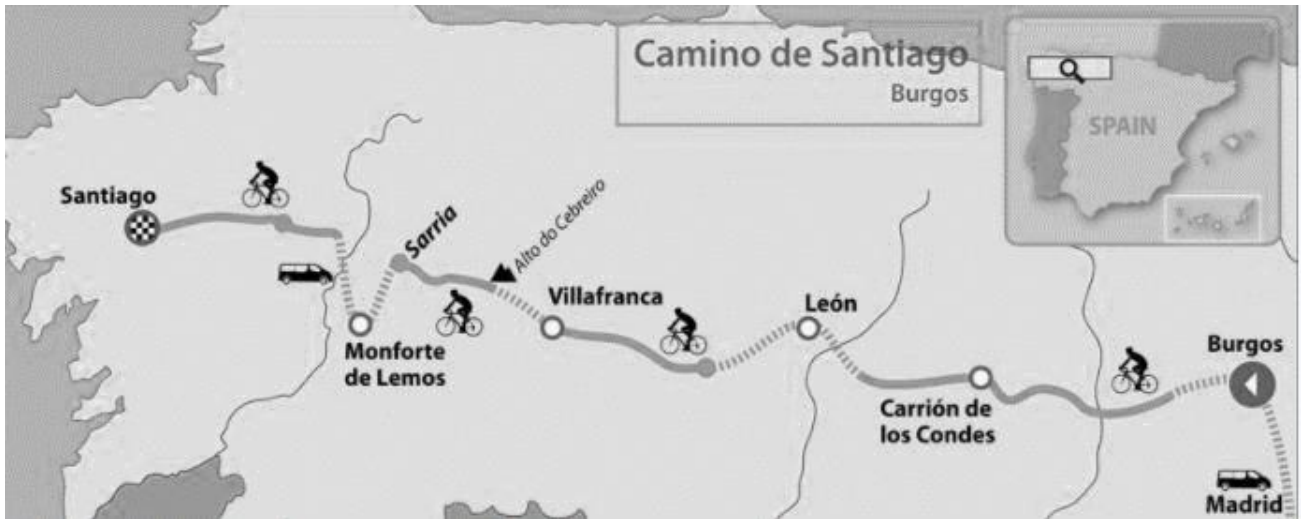 Camino de Santiago
Burgos
SPAIN
Santiago
Sarria
Alto do Cebreiro
Villafranca
León
Burgos
Monforte
de Lemos
Carrión de
los Condes
Madrid